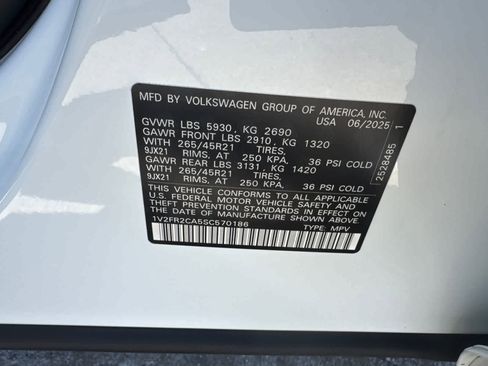 MFD BY VOLKSWAGEN GROUP OF AMERICA, INC.
USA 06/2025
GVWR LBS 5930 , KG 2690
GAWR FRONT LBS 2910, KG 1320
WITH 265/45R21 TIRES,
9JX21 RIMS, AT 250 KPA. 36 PSI COLD
GAWR REAR LBS 3131, KG 1420
WITH 265/45R21 TIRES,
9JX21 RIMS, AT 250 KPA. 36 PSI COLD
THIS VEHICLE CONFORMS TO ALL APPLICABLE
U.S. FEDERAL MOTOR VEHICLE SAFETY AND
THEFT PREVENTION STANDARDS IN EFFECT ON THE
DATE OF MANUFACTURE SHOWN ABOVE.
1V2FR2CA5SC570186 TYPE: MPV
2528485 1